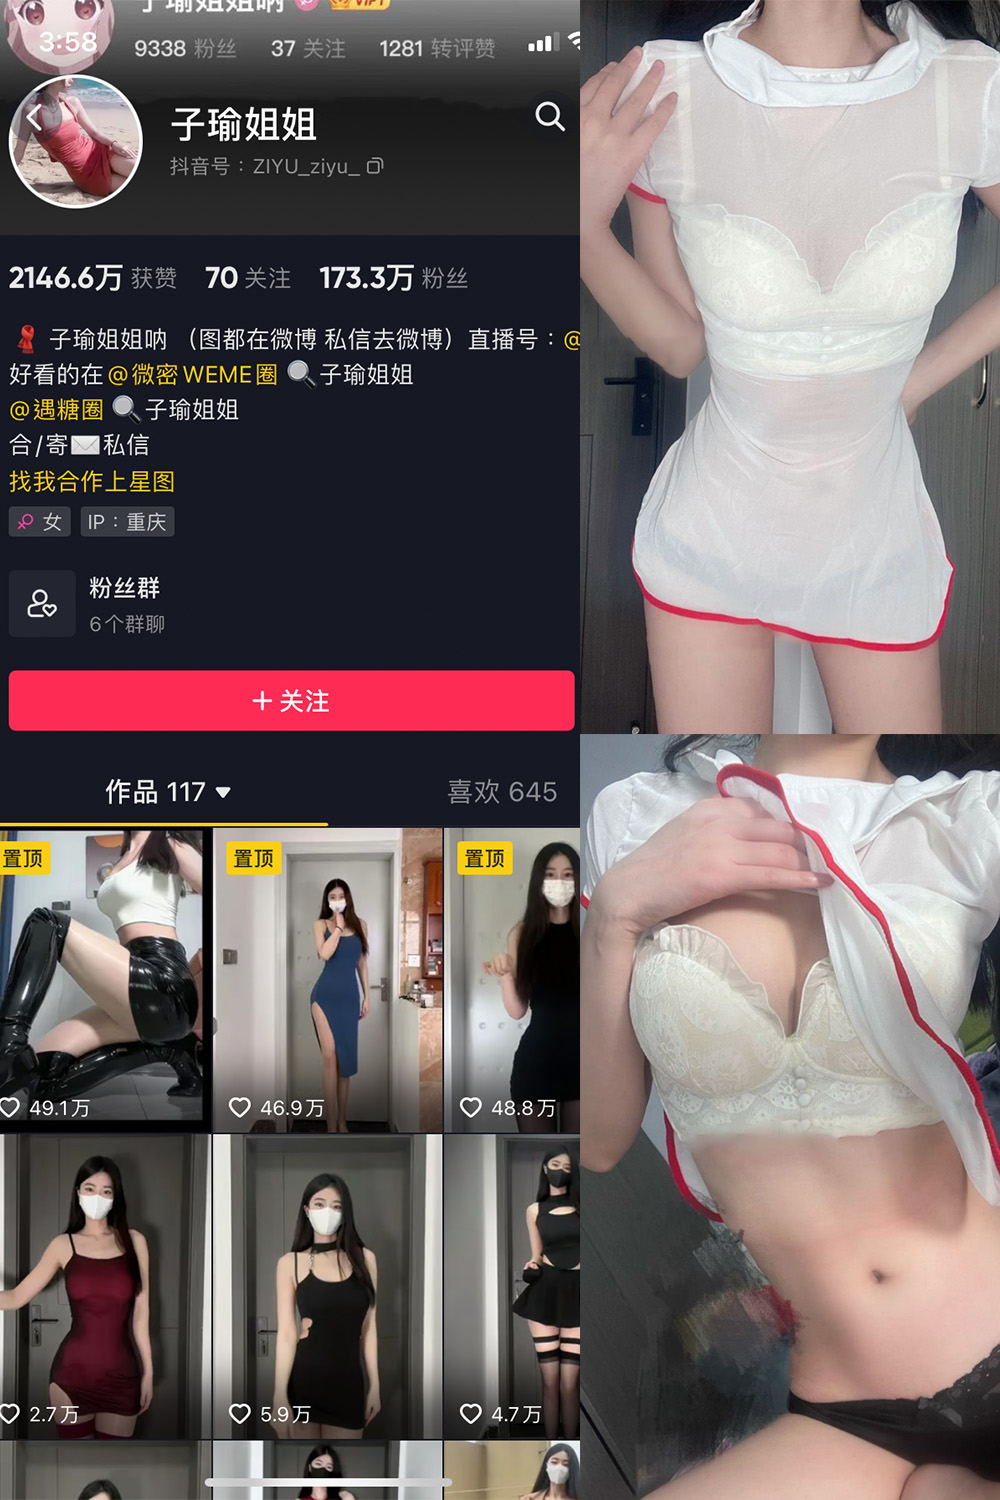 子瑜姐姐呐 VIP1
3:58
9338 粉丝 37 关注 1281 转评赞
子瑜姐姐
抖音号：ZIYU_ziyu_
2146.6万 获赞 70 关注 173.3万 粉丝
子瑜姐姐呐 （图都在微博 私信去微博）直播号：@
好看的在 @微密WEME圈 🔍子瑜姐姐
@遇糖圈 🔍子瑜姐姐
合/寄✉️私信
找我合作上星图
女 IP：重庆
粉丝群
6个群聊
＋关注
作品 117 喜欢 645
置顶 置顶 置顶
49.1万 46.9万 48.8万
2.7万 5.9万 4.7万